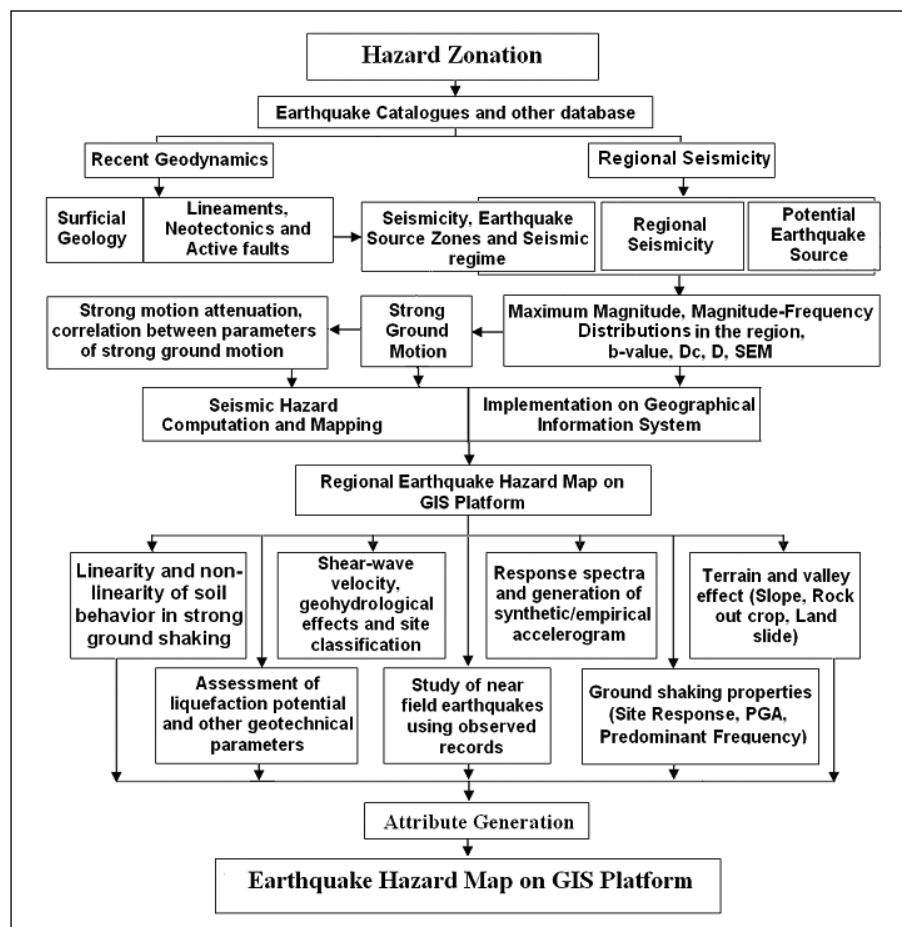 Hazard Zonation
Earthquake Catalogues and other database
Recent Geodynamics
Regional Seismicity
Surficial
Geology
Lineaments,
Neotectonics and
Active faults
Seismicity, Earthquake
Source Zones and Seismic
regime
Regional
Seismicity
Potential
Earthquake
Source
Strong motion attenuation,
correlation between parameters
of strong ground motion
Strong
Ground
Motion
Maximum Magnitude, Magnitude-Frequency
Distributions in the region,
b-value, Dc, D, SEM
Seismic Hazard
Computation and Mapping
Implementation on Geographical
Information System
Regional Earthquake Hazard Map on
GIS Platform
Linearity and non-
linearity of soil
behavior in strong
ground shaking
Shear-wave
velocity,
geohydrological
effects and site
classification
Response spectra
and generation of
synthetic/empirical
accelerogram
Terrain and valley
effect (Slope, Rock
out crop, Land
slide)
Assessment of
liquefaction potential
and other geotechnical
parameters
Study of near
field earthquakes
using observed
records
Ground shaking properties
(Site Response, PGA,
Predominant Frequency)
Attribute Generation
Earthquake Hazard Map on GIS Platform